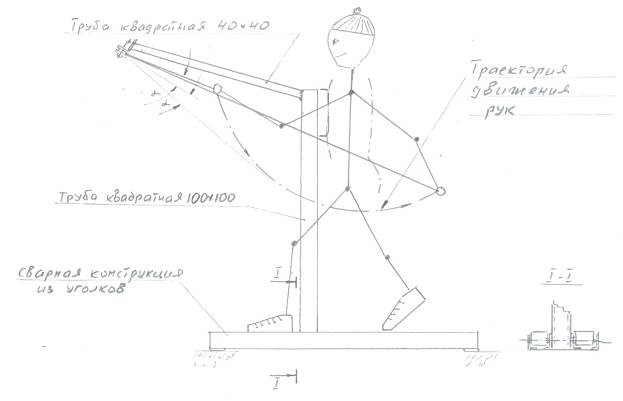 Труба квадратная 40×40
Траектория
движения
рук
α
α
Труба квадратная 100×100
Сварная конструкция
из уголков
I
I
I-I